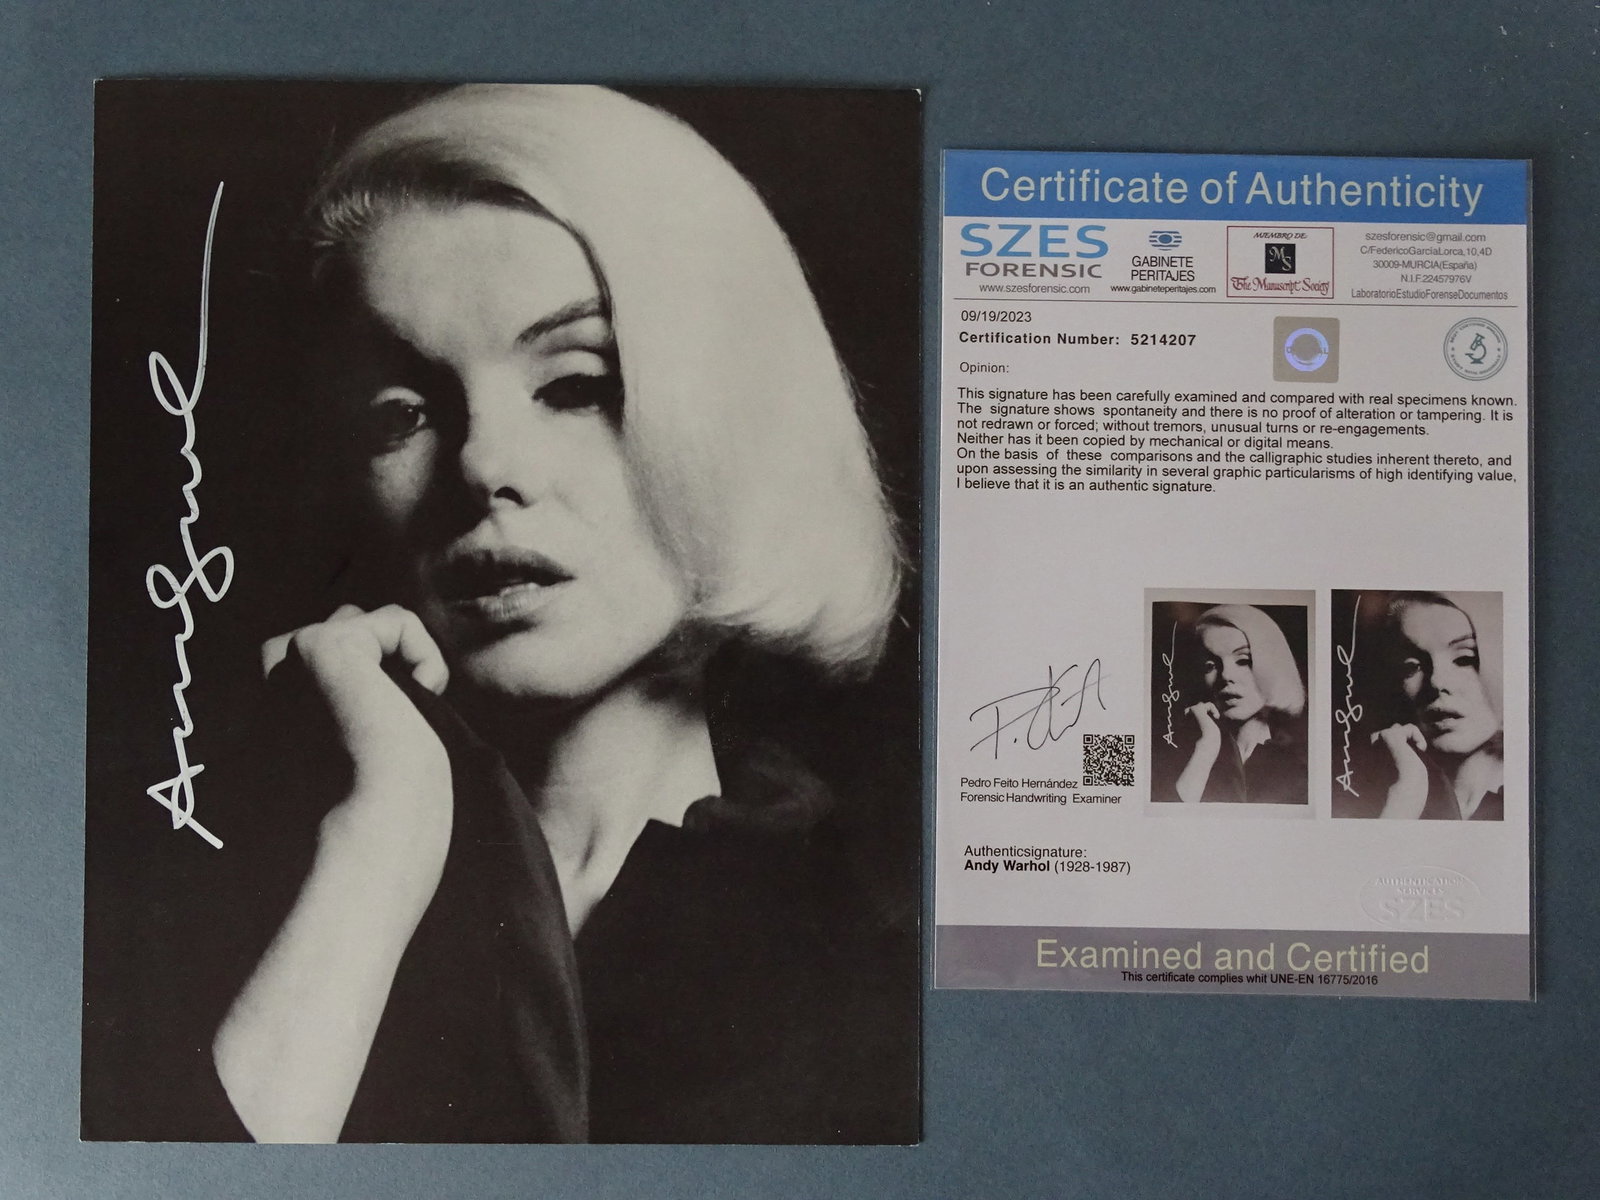 Certificate of Authenticity
SZES
FORENSIC
www.szesforensic.com
GABINETE
PERITAJES
www.gabineteperitajes.com
MIEMBRO DE:
MS
The Manuscript Society
szesforensic@gmail.com
C/FedericoGarcíaLorca,10,4D
30009-MURCIA(España)
N.I.F.22457976V
LaboratorioEstudioForenseDocumentos
09/19/2023
Certification Number: 5214207
Opinion:
This signature has been carefully examined and compared with real specimens known.
The signature shows spontaneity and there is no proof of alteration or tampering. It is
not redrawn or forced; without tremors, unusual turns or re-engagements.
Neither has it been copied by mechanical or digital means.
On the basis of these comparisons and the calligraphic studies inherent thereto, and
upon assessing the similarity in several graphic particularisms of high identifying value,
I believe that it is an authentic signature.
Pedro Feito Hernández
Forensic Handwriting Examiner
Authenticsignature:
Andy Warhol (1928-1987)
AUTHENTICATION
SERVICES
SZES
Examined and Certified
This certificate complies whit UNE-EN 16775/2016